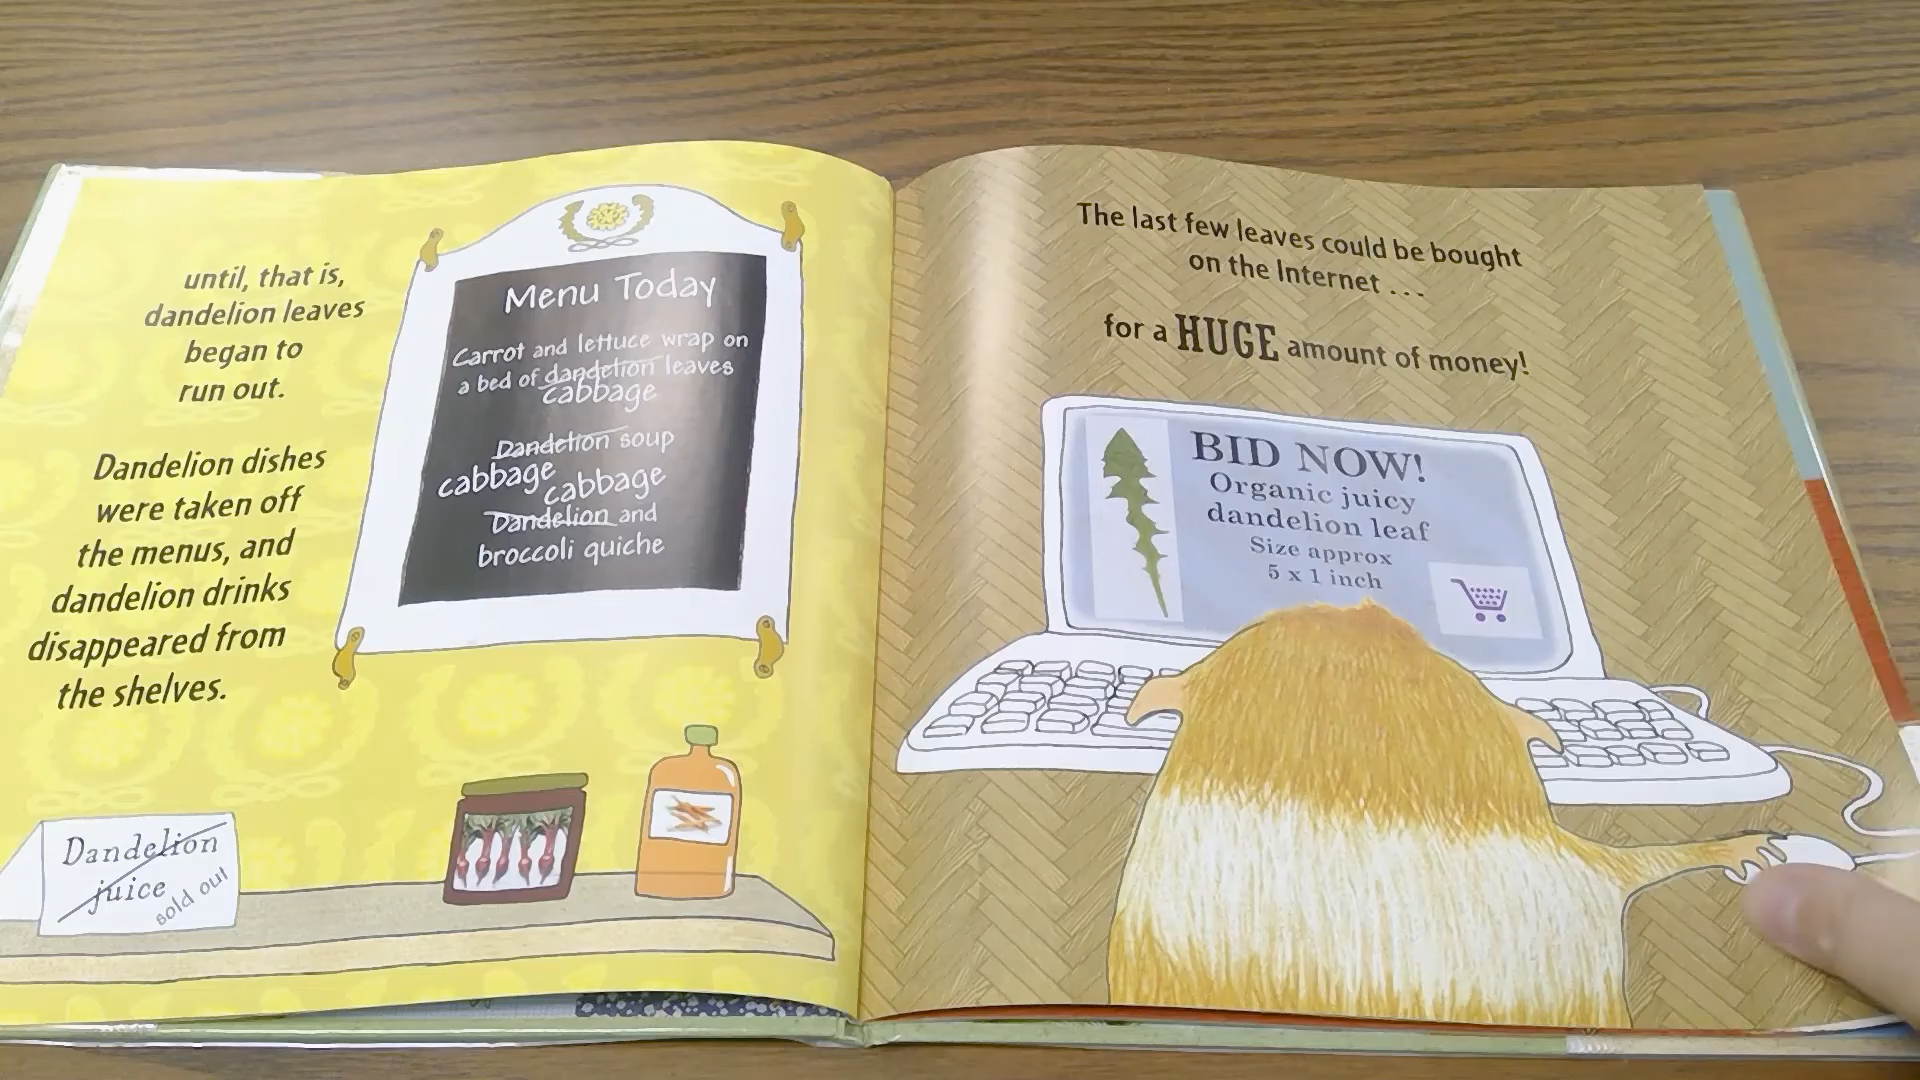 until, that is,
dandelion leaves
began to
run out.
Dandelion dishes
were taken off
the menus, and
dandelion drinks
disappeared from
the shelves.
Menu Today
Carrot and lettuce wrap on
a bed of dandelion leaves
cabbage
Dandelion soup
cabbage
cabbage
Dandelion and
broccoli quiche
Dandelion
juice
sold out
The last few leaves could be bought
on the Internet . . .
for a HUGE amount of money!
BID NOW!
Organic juicy
dandelion leaf
Size approx
5 x 1 inch